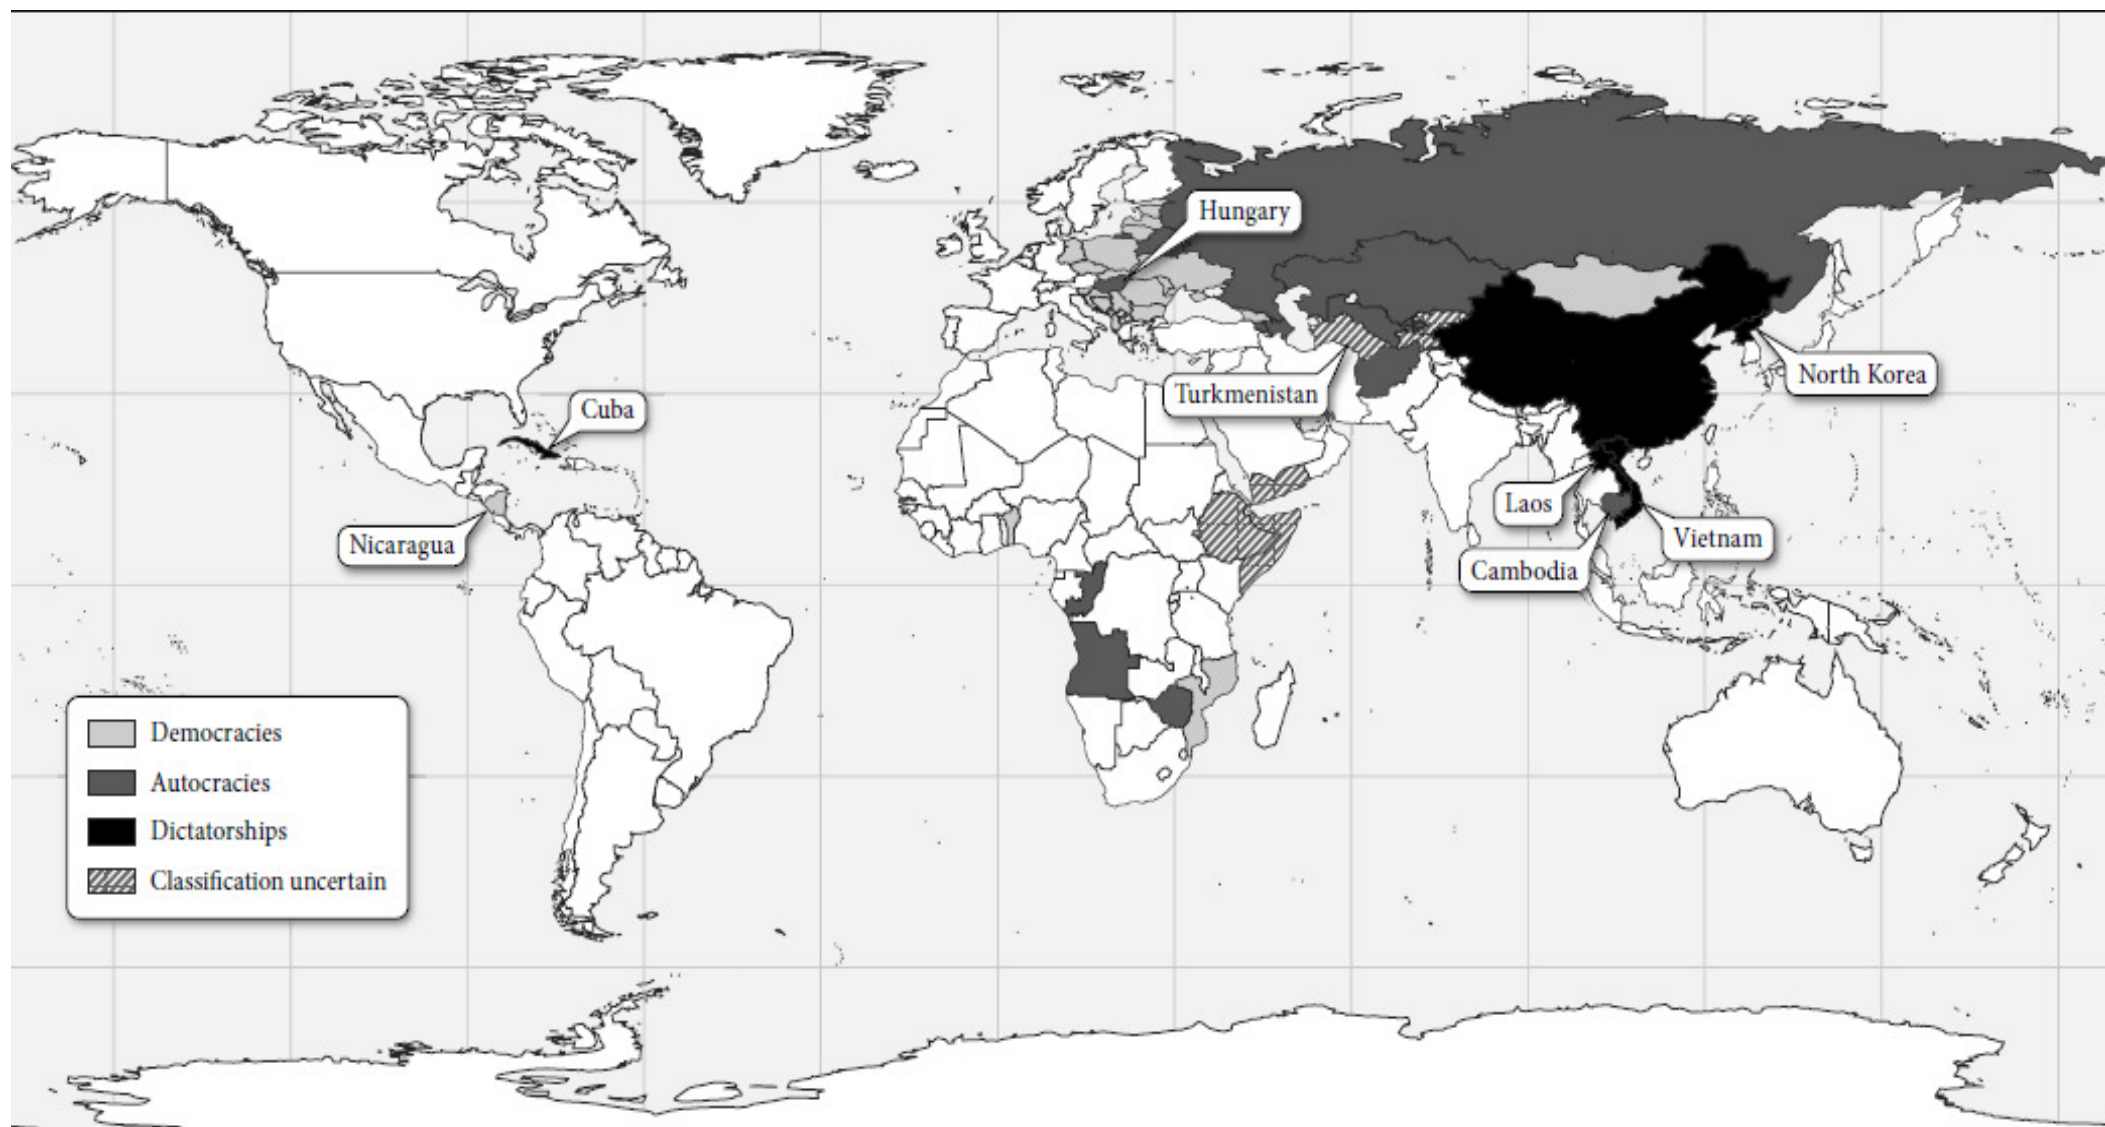 Hungary
North Korea
Turkmenistan
Cuba
Laos
Nicaragua
Vietnam
Cambodia
Democracies
Autocracies
Dictatorships
Classification uncertain